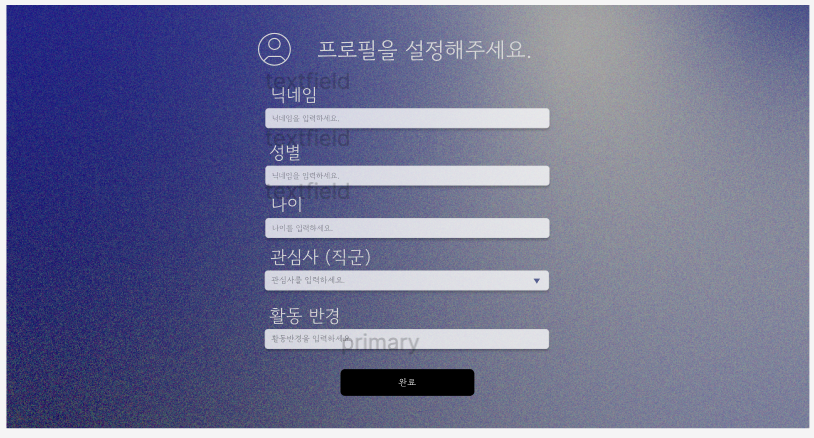 프로필을 설정해주세요.
textfield
닉네임
닉네임을 입력하세요.
textfield
성별
닉네임을 입력하세요.
textfield
나이
나이를 입력하세요.
관심사 (직군)
관심사를 입력하세요.
활동 반경
활동반경을 입력하세요.
primary
완료